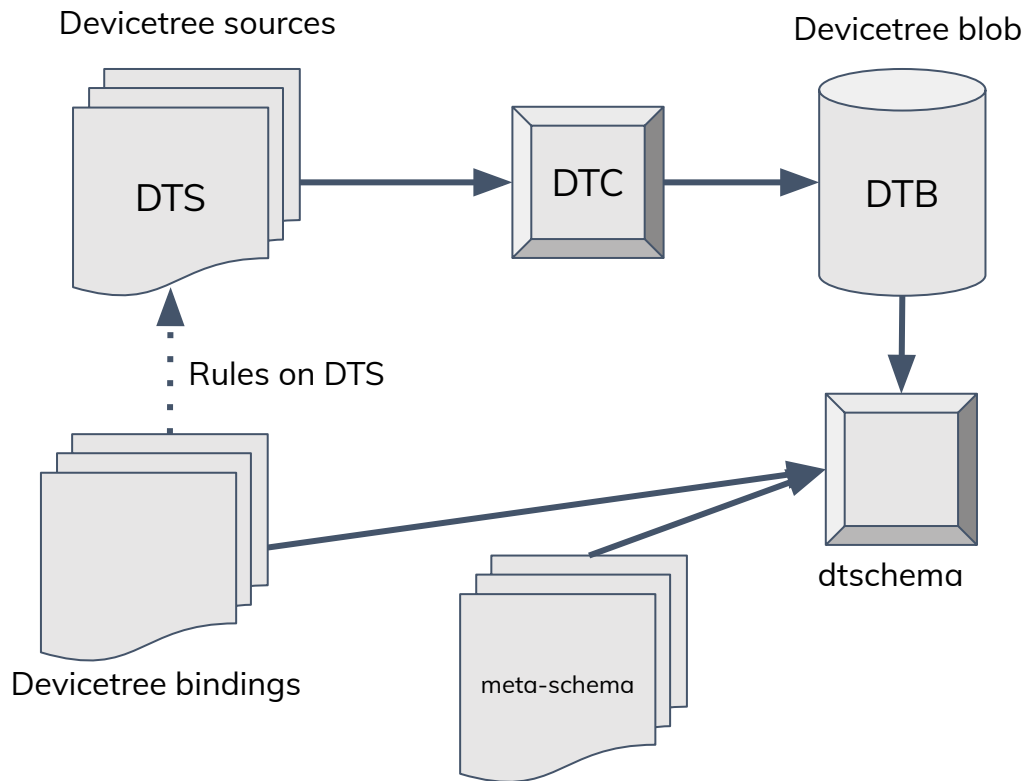 Devicetree sources
Devicetree blob
DTS
DTC
DTB
Rules on DTS
dtschema
Devicetree bindings
meta-schema